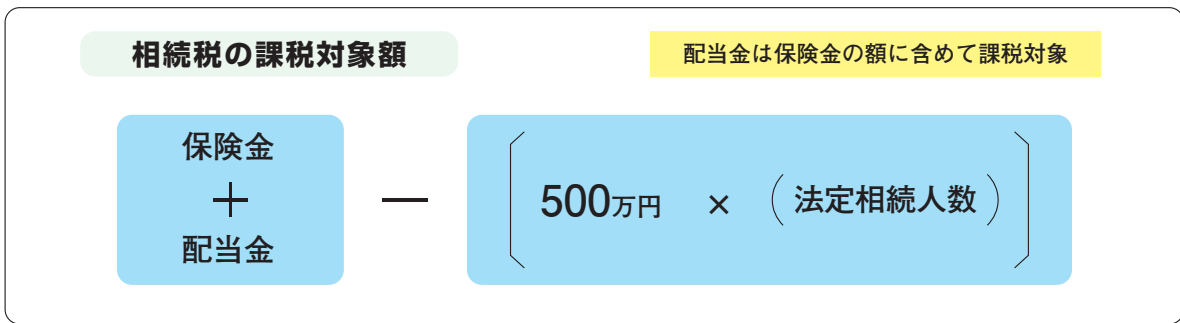 相続税の課税対象額
配当金は保険金の額に含めて課税対象
保険金
＋
配当金
－
500万円 × (法定相続人数)